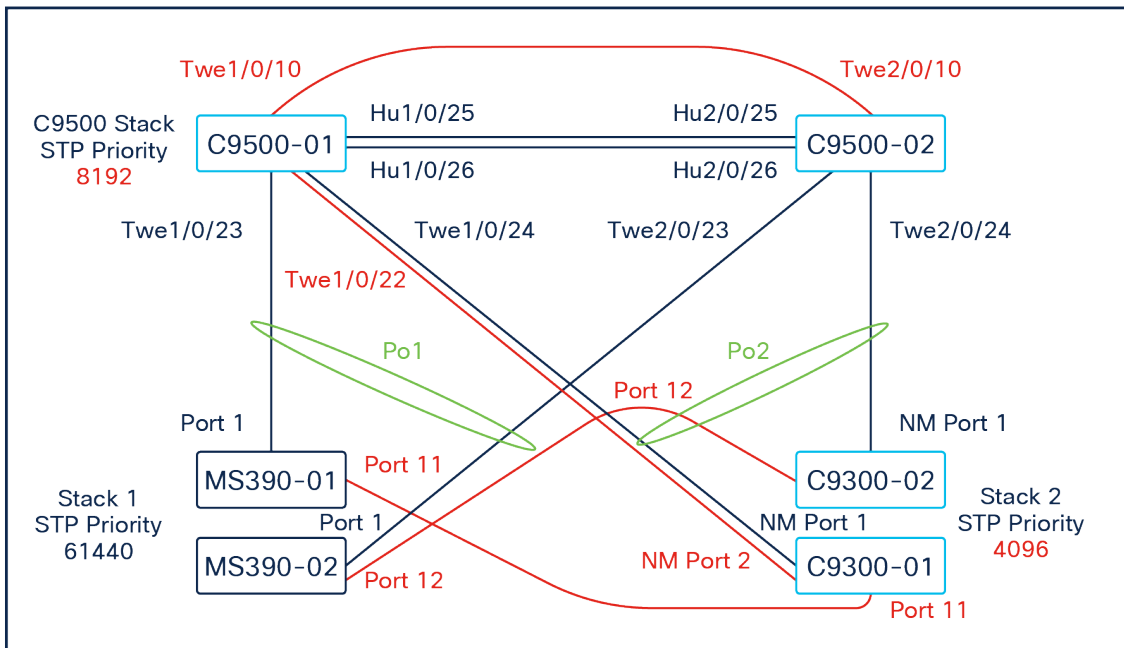 Twe1/0/10
Twe2/0/10
C9500 Stack
STP Priority
8192
C9500-01
Hu1/0/25
Hu2/0/25
C9500-02
Hu1/0/26
Hu2/0/26
Twe1/0/23
Twe1/0/24
Twe2/0/23
Twe2/0/24
Twe1/0/22
Po1
Po2
Port 12
Port 1
NM Port 1
MS390-01
Port 11
C9300-02
Stack 1
STP Priority
61440
Port 1
NM Port 1
Stack 2
STP Priority
4096
MS390-02
Port 12
NM Port 2
C9300-01
Port 11